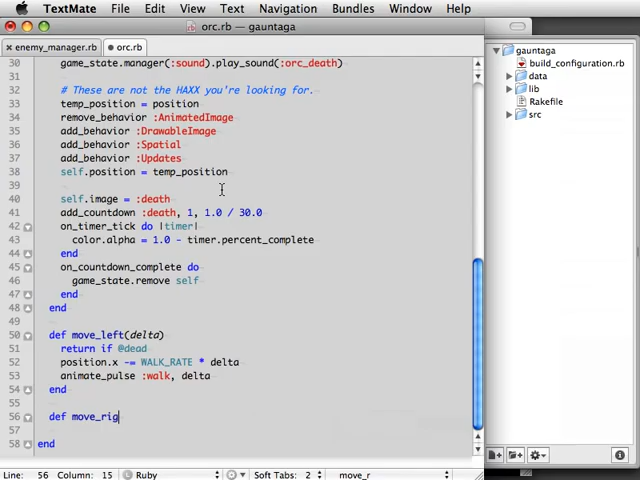 TextMate File Edit View Text Navigation Bundles Window Help
orc.rb — gauntaga
enemy_manager.rb orc.rb
30 game_state.manager(:sound).play_sound(:orc_death)
31
32 # These are not the HAXX you're looking for.
33 temp_position = position
34 remove_behavior :AnimatedImage
35 add_behavior :DrawableImage
36 add_behavior :Spatial
37 add_behavior :Updates
38 self.position = temp_position
39
40 self.image = :death
41 add_countdown :death, 1, 1.0 / 30.0
42 on_timer_tick do |timer|
43 color.alpha = 1.0 - timer.percent_complete
44 end
45 on_countdown_complete do
46 game_state.remove self
47 end
48 end
49
50 def move_left(delta)
51 return if @dead
52 position.x -= WALK_RATE * delta
53 animate_pulse :walk, delta
54 end
55
56 def move_rig
57
58 end
Line: 56 Column: 15 Ruby Soft Tabs: 2 move_r
gauntaga
build_configuration.rb
data
lib
Rakefile
src